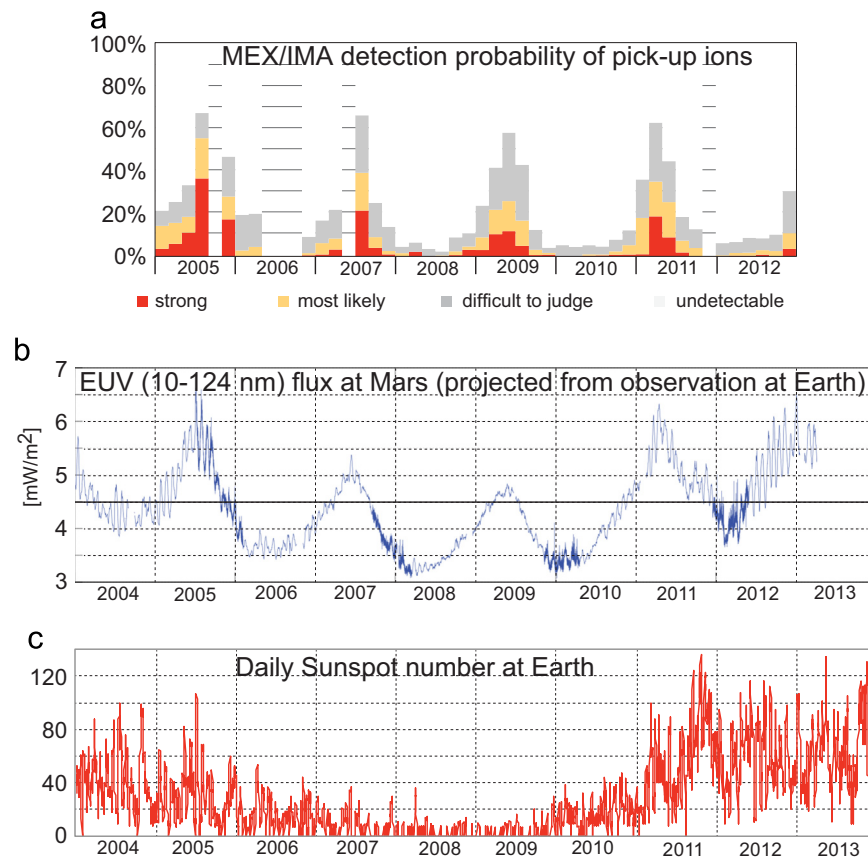 a
100%
MEX/IMA detection probability of pick-up ions
80%
60%
40%
20%
0%
2005 2006 2007 2008 2009 2010 2011 2012
strong most likely difficult to judge undetectable
b
7
EUV (10-124 nm) flux at Mars (projected from observation at Earth)
6
[mW/m2]
5
4
3
2004 2005 2006 2007 2008 2009 2010 2011 2012 2013
c
Daily Sunspot number at Earth
120
80
40
0
2004 2005 2006 2007 2008 2009 2010 2011 2012 2013